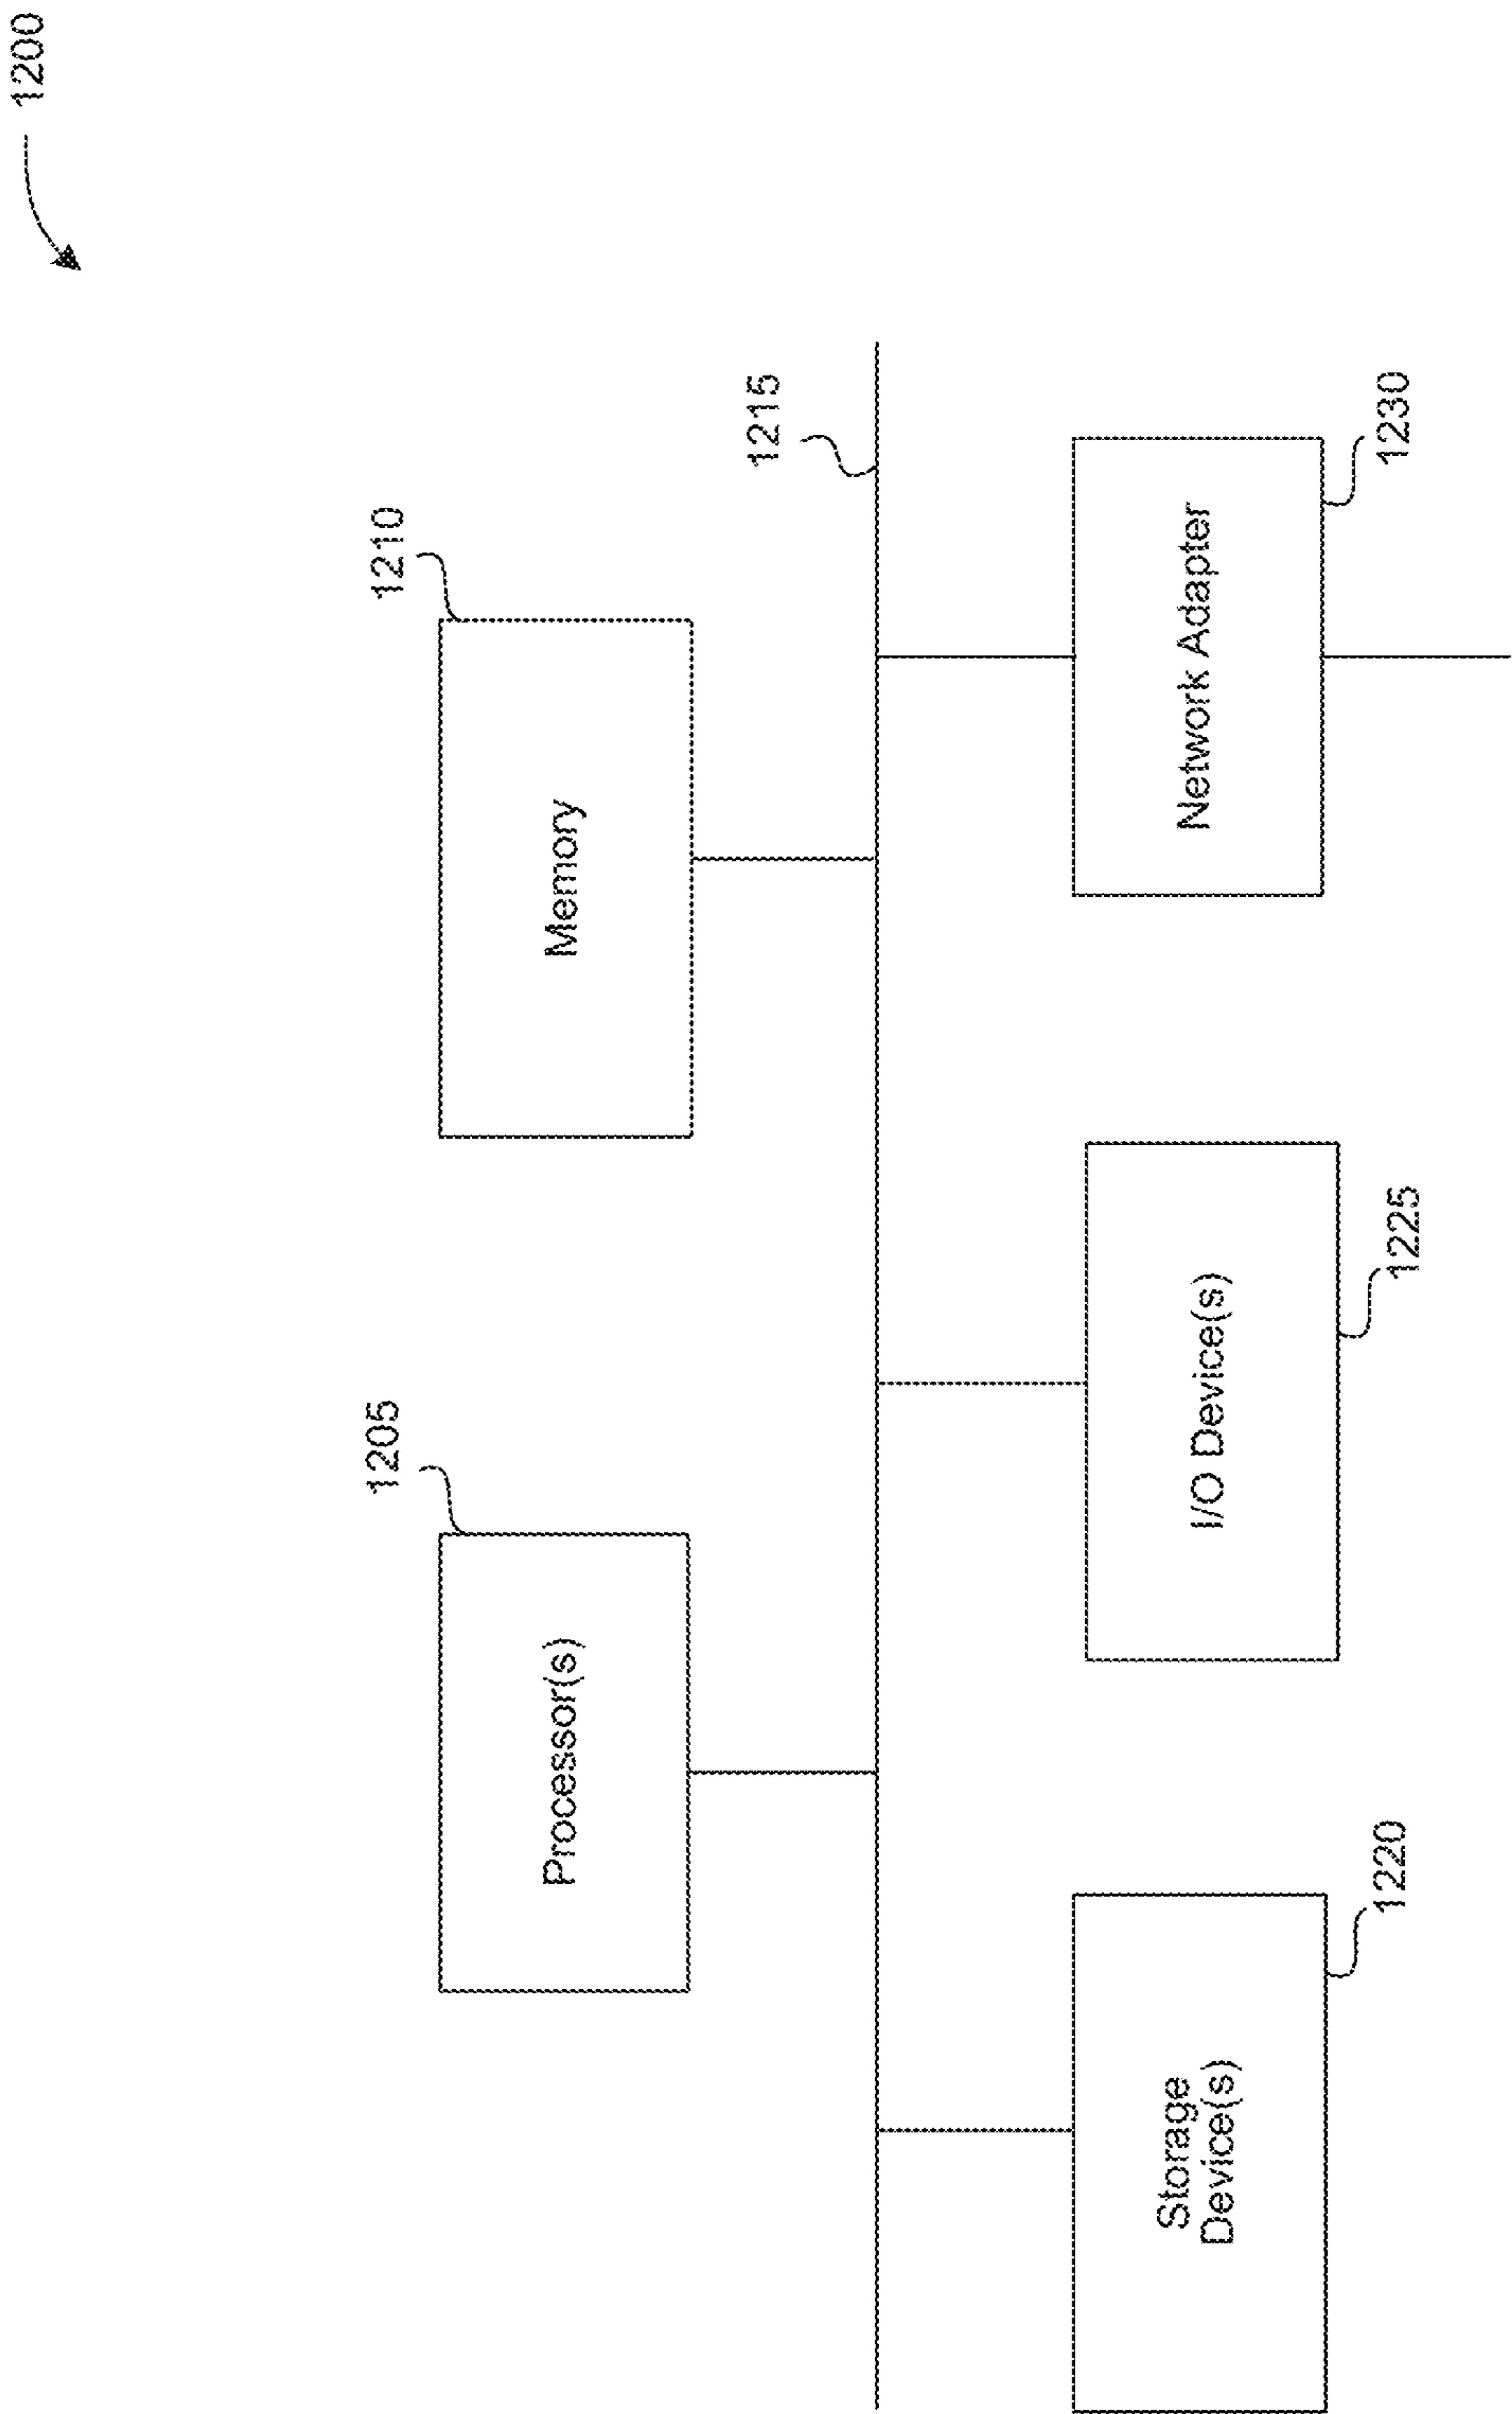 1200
1205
Processor(s)
1210
Memory
1215
Storage
Device(s)
1220
I/O Device(s)
1225
Network Adapter
1230